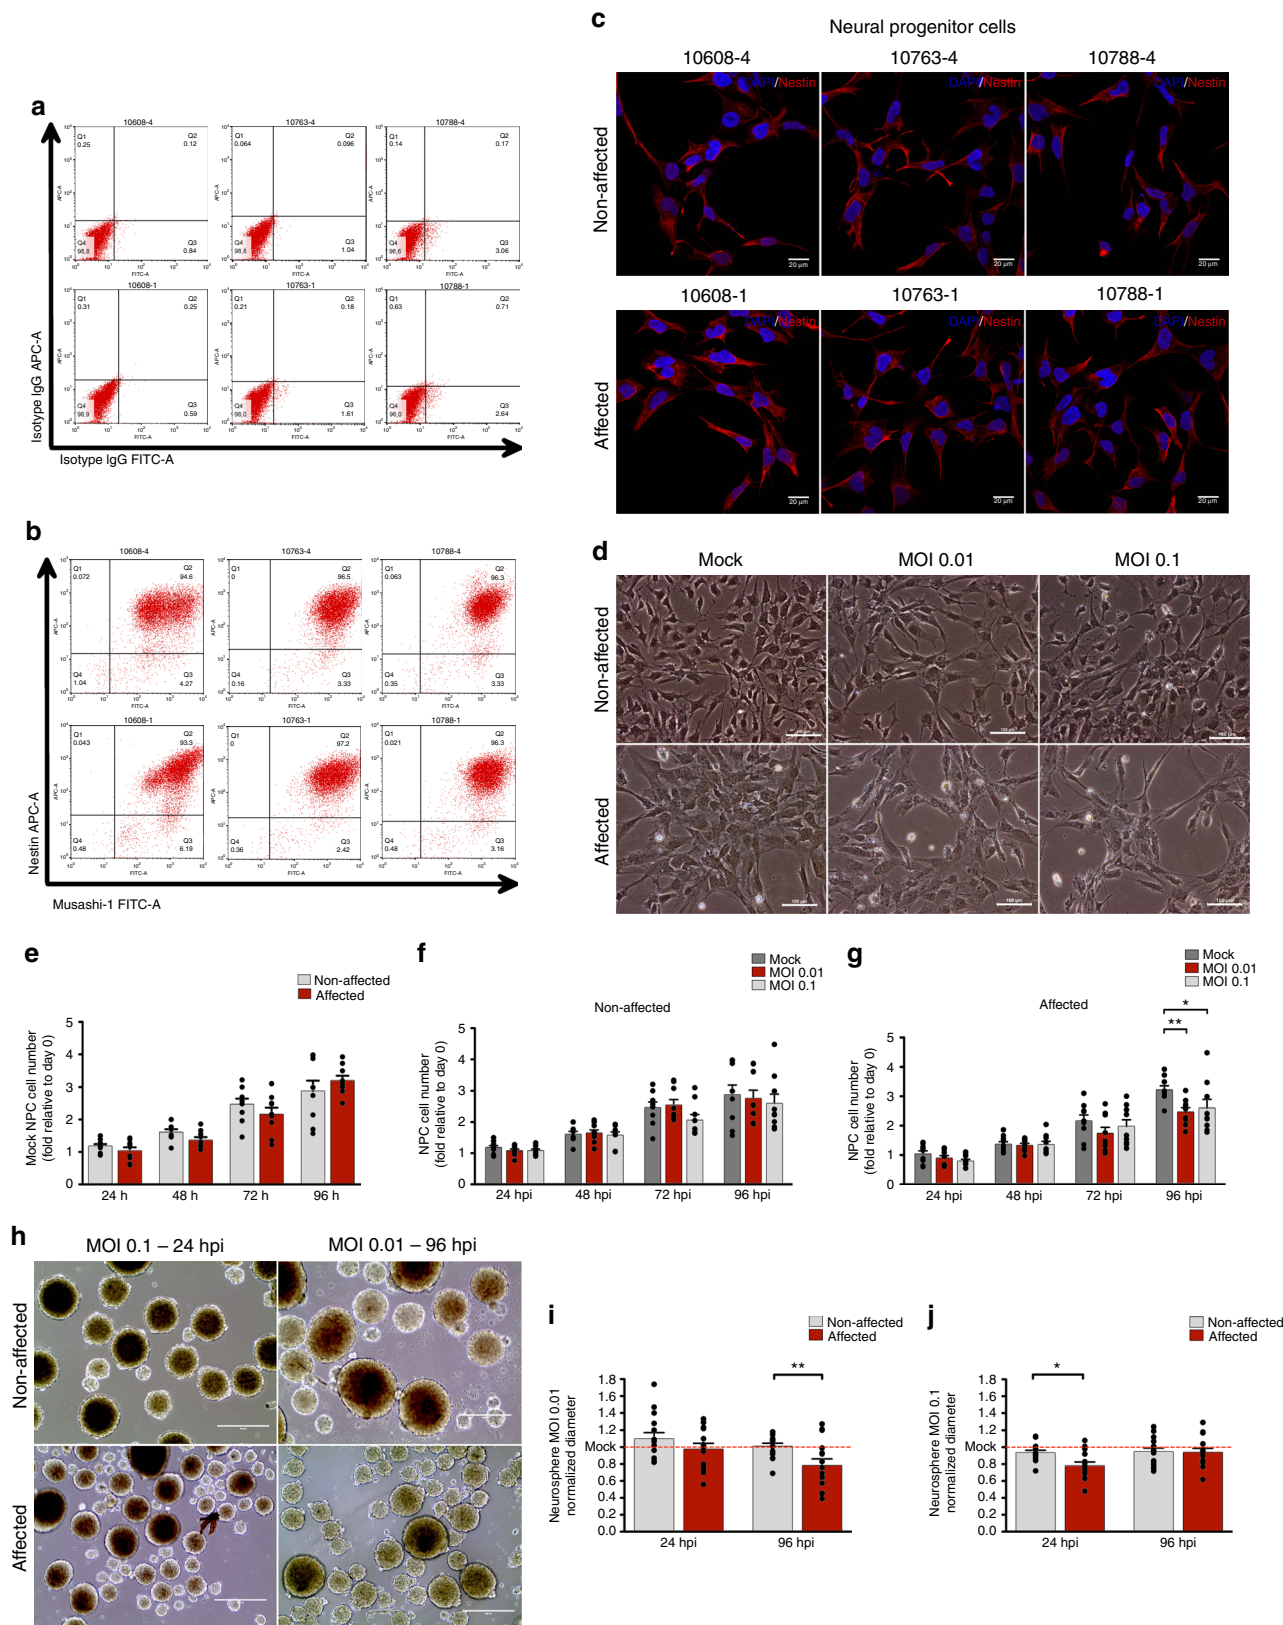 a
10608-4
10763-4
10788-4
Q1 0.25
Q2 0.12
Q4 98.8
Q3 0.84
Q1 0.064
Q2 0.096
Q4 98.8
Q3 1.04
Q1 0.14
Q2 0.17
Q4 96.6
Q3 3.06
APC-A
FITC-A
10608-1
10763-1
10788-1
Q1 0.31
Q2 0.25
Q4 98.9
Q3 0.59
Q1 0.21
Q2 0.18
Q4 98.0
Q3 1.61
Q1 0.63
Q2 0.71
Q4 96.0
Q3 2.64
Isotype IgG APC-A
Isotype IgG FITC-A
b
10608-4
10763-4
10788-4
Q1 0.072
Q2 94.6
Q4 1.04
Q3 4.27
Q1 0
Q2 96.5
Q4 0.16
Q3 3.33
Q1 0.063
Q2 96.3
Q4 0.35
Q3 3.33
10608-1
10763-1
10788-1
Q1 0.043
Q2 93.3
Q4 0.48
Q3 6.19
Q1 0
Q2 97.2
Q4 0.36
Q3 2.42
Q1 0.021
Q2 96.3
Q4 0.48
Q3 3.16
Nestin APC-A
Musashi-1 FITC-A
c
Neural progenitor cells
10608-4
10763-4
10788-4
Non-affected
DAPI/Nestin
DAPI/Nestin
DAPI/Nestin
20 µm
20 µm
20 µm
10608-1
10763-1
10788-1
Affected
DAPI/Nestin
DAPI/Nestin
DAPI/Nestin
20 µm
20 µm
20 µm
d
Mock
MOI 0.01
MOI 0.1
Non-affected
Affected
100 µm
e
Non-affected
Affected
Mock NPC cell number
(fold relative to day 0)
5
4
3
2
1
0
24 h
48 h
72 h
96 h
f
Mock
MOI 0.01
MOI 0.1
Non-affected
NPC cell number
(fold relative to day 0)
5
4
3
2
1
0
24 hpi
48 hpi
72 hpi
96 hpi
g
Mock
MOI 0.01
MOI 0.1
Affected
*
**
NPC cell number
(fold relative to day 0)
5
4
3
2
1
0
24 hpi
48 hpi
72 hpi
96 hpi
h
MOI 0.1 – 24 hpi
MOI 0.01 – 96 hpi
Non-affected
Affected
i
Non-affected
Affected
**
Neurosphere MOI 0.01
normalized diameter
1.8
1.6
1.4
1.2
Mock
0.8
0.6
0.4
0.2
0.0
24 hpi
96 hpi
j
Non-affected
Affected
*
Neurosphere MOI 0.1
normalized diameter
1.8
1.6
1.4
1.2
Mock
1.0
0.8
0.6
0.4
0.2
0.0
24 hpi
96 hpi